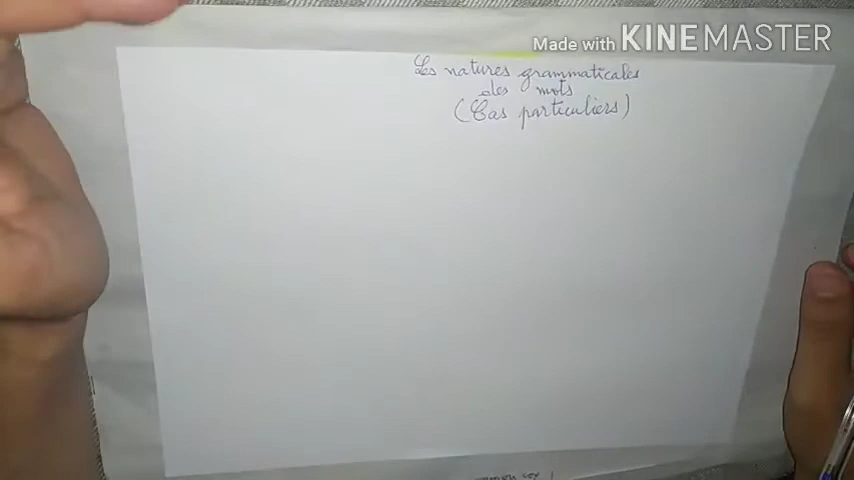 Made with KINEMASTER
Les natures grammaticales
des mots
(Cas particuliers)